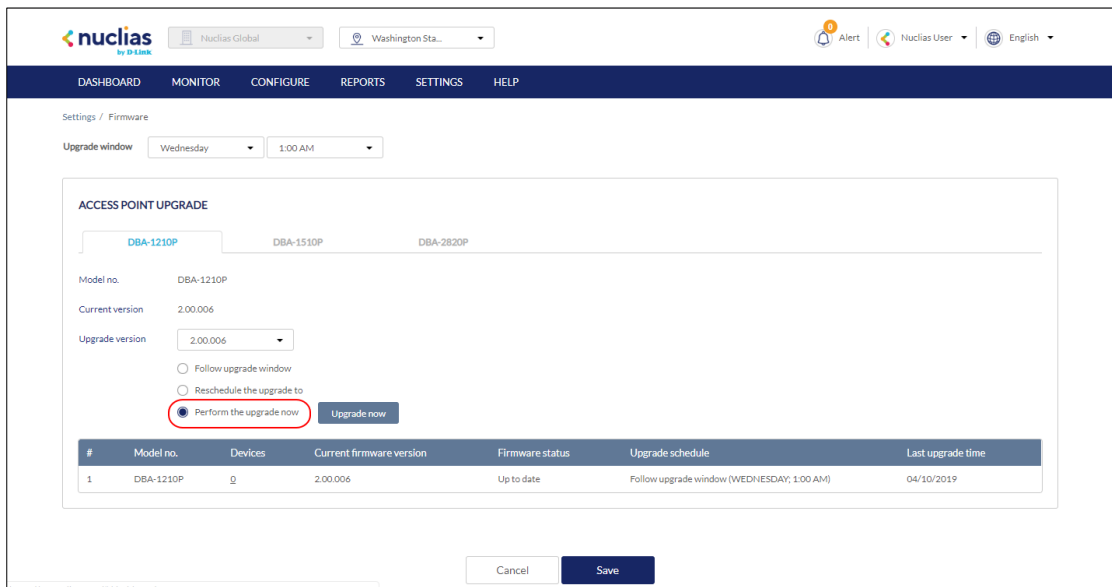 nuclias
by D-Link
Nuclias Global
Washington Sta...
0
Alert
Nuclias User
English
DASHBOARD MONITOR CONFIGURE REPORTS SETTINGS HELP
Settings / Firmware
Upgrade window Wednesday 1:00 AM
ACCESS POINT UPGRADE
DBA-1210P DBA-1510P DBA-2820P
Model no. DBA-1210P
Current version 2.00.006
Upgrade version 2.00.006
Follow upgrade window
Reschedule the upgrade to
Perform the upgrade now Upgrade now
# Model no. Devices Current firmware version Firmware status Upgrade schedule Last upgrade time
1 DBA-1210P 0 2.00.006 Up to date Follow upgrade window (WEDNESDAY; 1:00 AM) 04/10/2019
Cancel Save